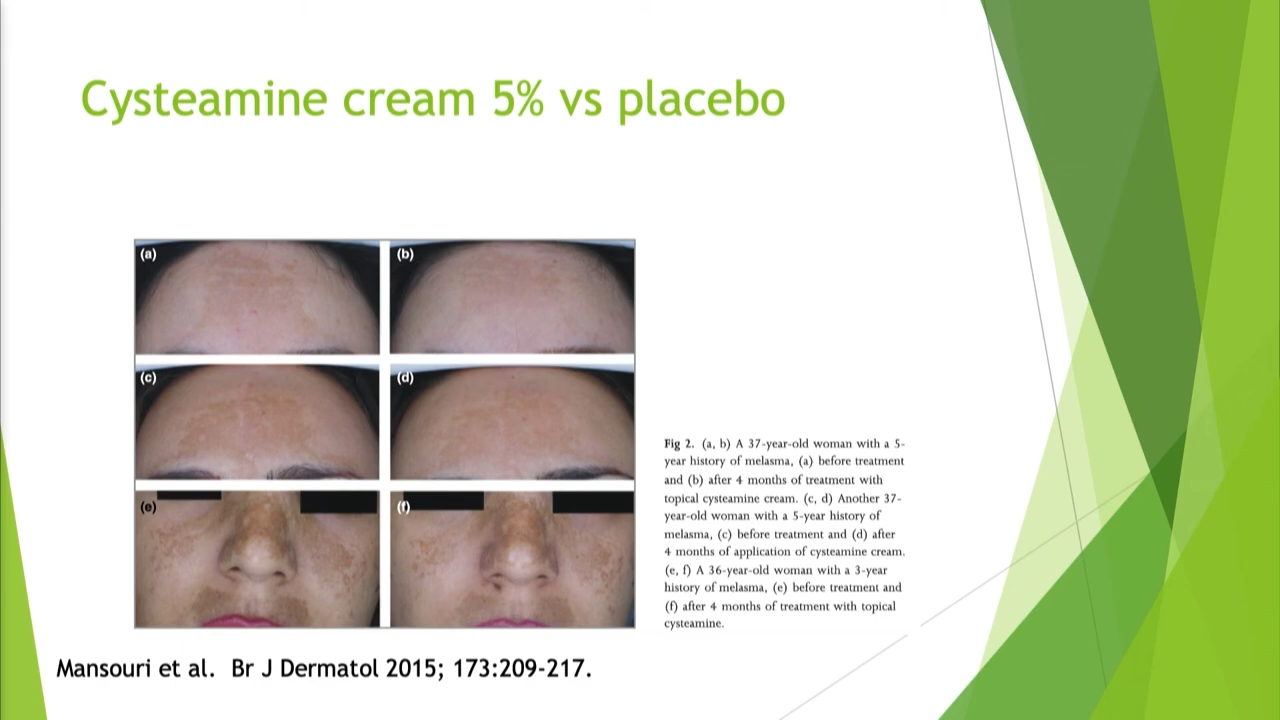 Cysteamine cream 5% vs placebo
(a)
(b)
(c)
(d)
(e)
(f)
Fig 2. (a, b) A 37-year-old woman with a 5-
year history of melasma, (a) before treatment
and (b) after 4 months of treatment with
topical cysteamine cream. (c, d) Another 37-
year-old woman with a 5-year history of
melasma, (c) before treatment and (d) after
4 months of application of cysteamine cream.
(e, f) A 36-year-old woman with a 3-year
history of melasma, (e) before treatment and
(f) after 4 months of treatment with topical
cysteamine.
Mansouri et al. Br J Dermatol 2015; 173:209-217.